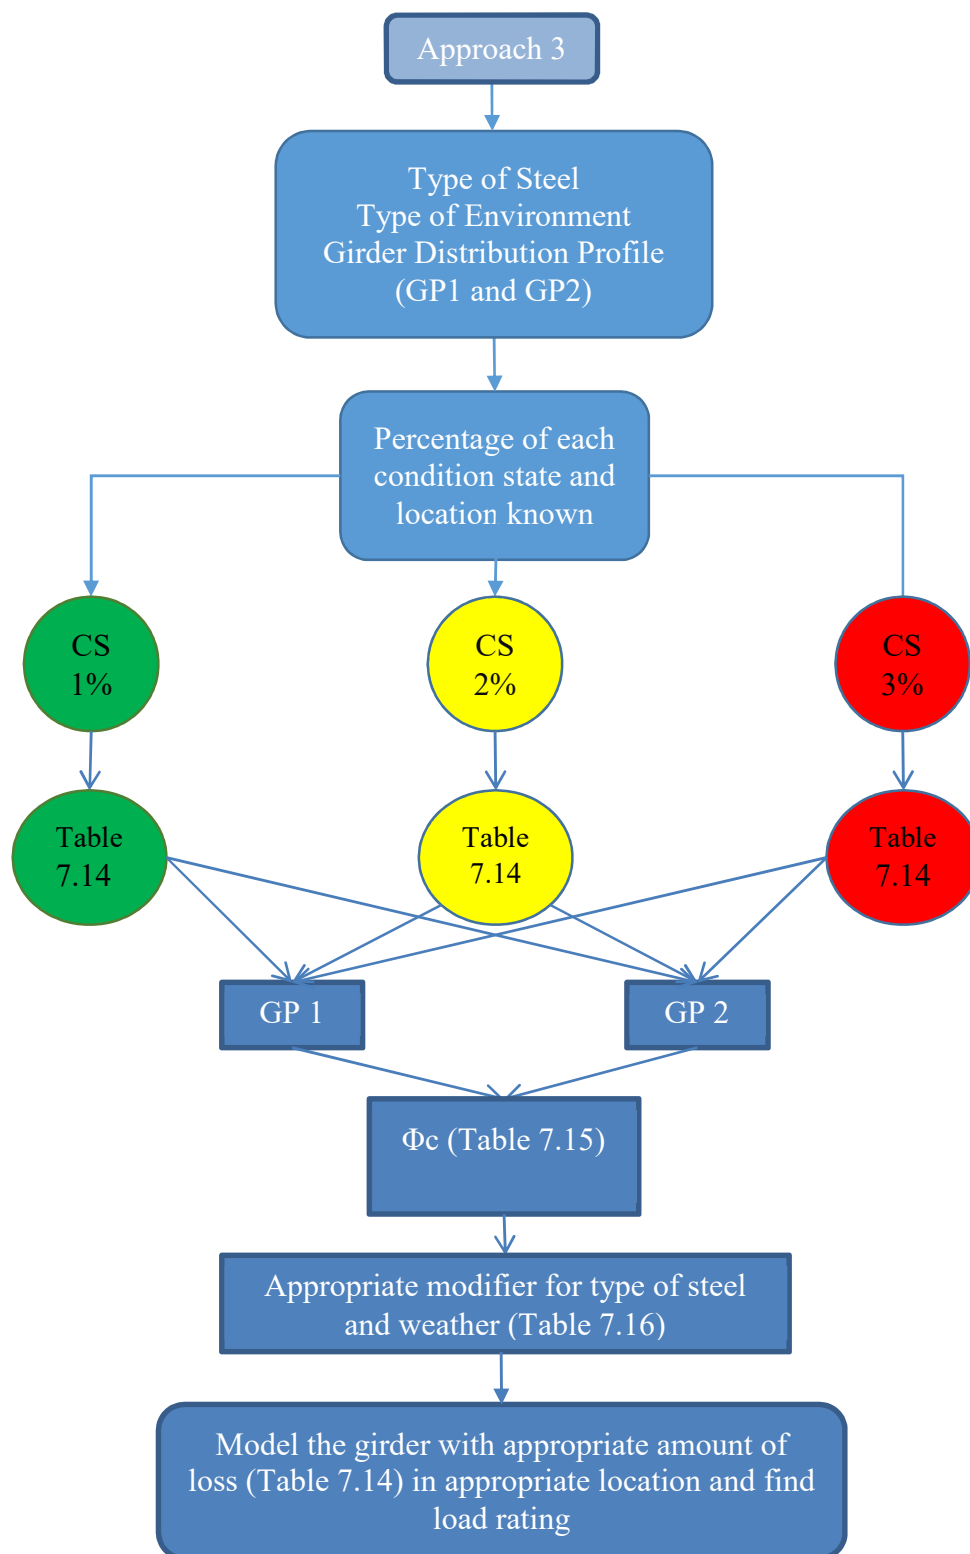 Approach 3
Type of Steel
Type of Environment
Girder Distribution Profile
(GP1 and GP2)
Percentage of each
condition state and
location known
CS
1%
CS
2%
CS
3%
Table
7.14
Table
7.14
Table
7.14
GP 1
GP 2
Φc (Table 7.15)
Appropriate modifier for type of steel
and weather (Table 7.16)
Model the girder with appropriate amount of
loss (Table 7.14) in appropriate location and find
load rating